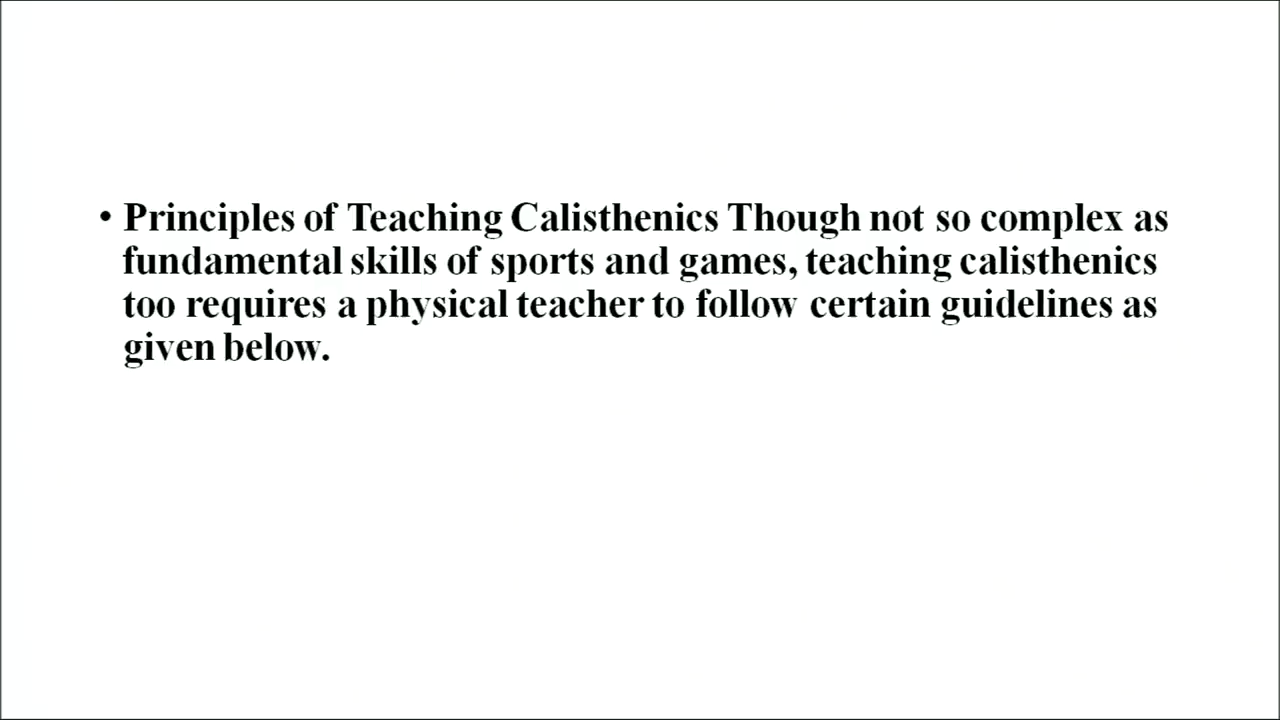 • Principles of Teaching Calisthenics Though not so complex as
fundamental skills of sports and games, teaching calisthenics
too requires a physical teacher to follow certain guidelines as
given below.